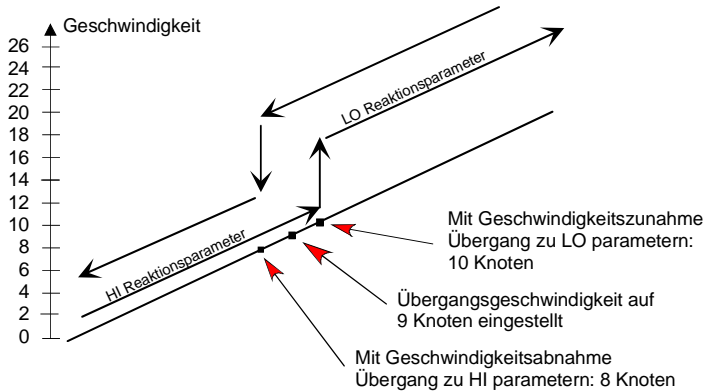 Geschwindigkeit
26
24
22
20
18
16
14
12
10
8
6
4
2
0
LO Reaktionsparameter
HI Reaktionsparameter
Mit Geschwindigkeitszunahme
Übergang zu LO parametern:
10 Knoten
Übergangsgeschwindigkeit auf
9 Knoten eingestellt
Mit Geschwindigkeitsabnahme
Übergang zu HI parametern: 8 Knoten